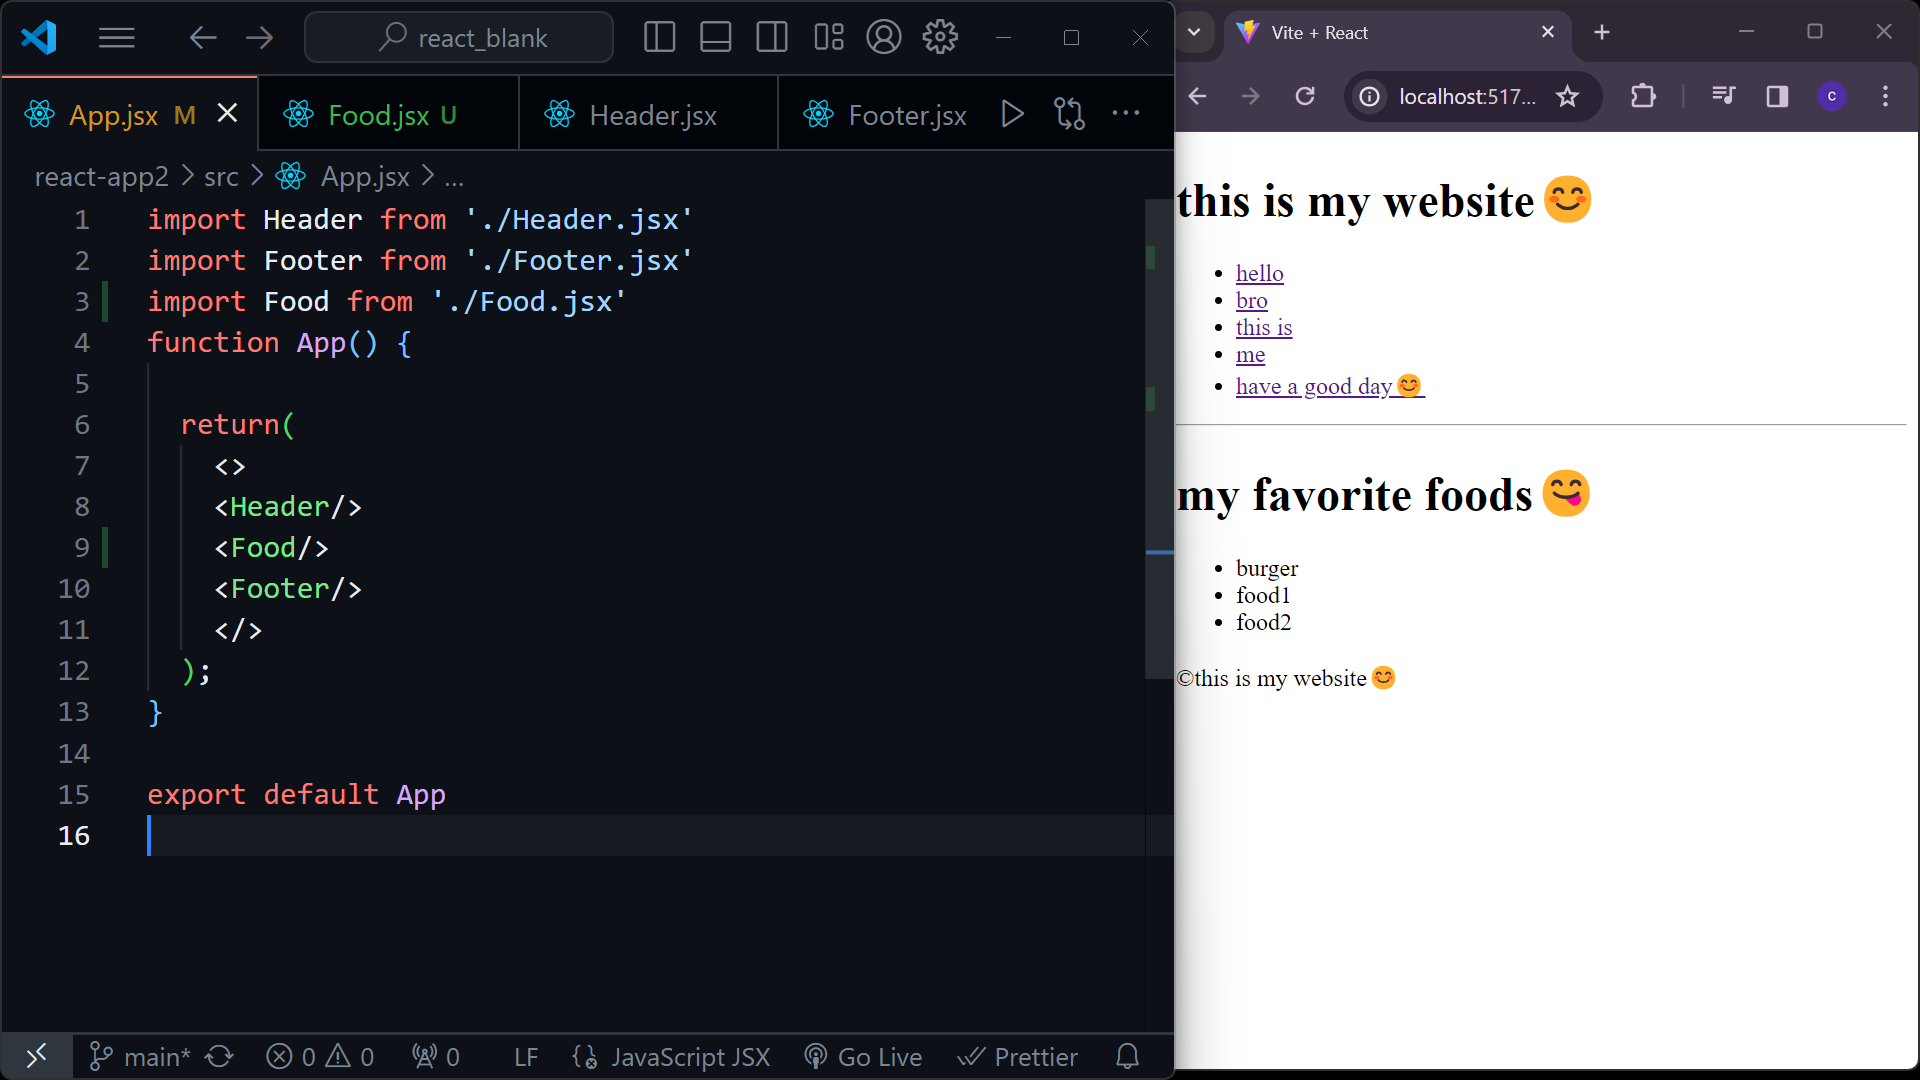 react_blank
App.jsx M
Food.jsx U
Header.jsx
Footer.jsx
react-app2 > src > App.jsx > ...
1 import Header from './Header.jsx'
2 import Footer from './Footer.jsx'
3 import Food from './Food.jsx'
4 function App() {
5
6 return(
7 <>
8 <Header/>
9 <Food/>
10 <Footer/>
11 </>
12 );
13 }
14
15 export default App
16
main* 0 0 0 LF JavaScript JSX Go Live Prettier
Vite + React
localhost:517...
c
this is my website😊
• hello
• bro
• this is
• me
• have a good day😊
my favorite foods😋
• burger
• food1
• food2
©this is my website😊